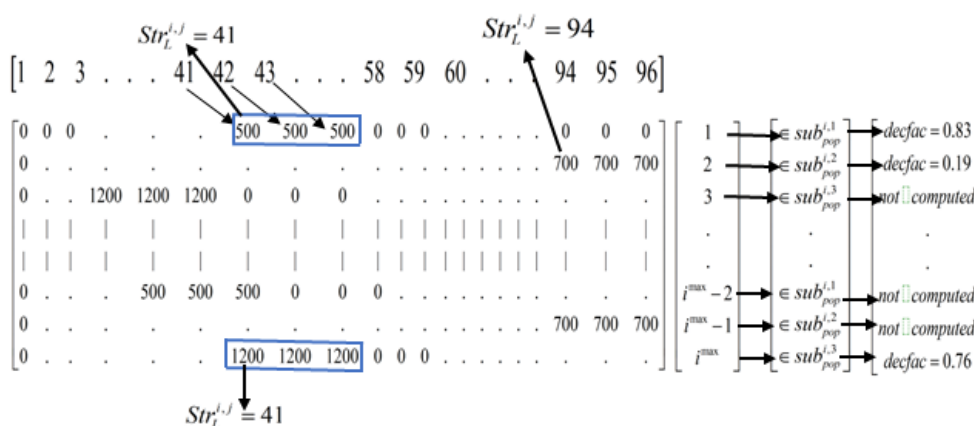 Str_L^{i,j} = 41 Str_L^{i,j} = 94
[1 2 3 . . . 41 42 43 . . . 58 59 60 . . . 94 95 96]
0 0 0 . . . 500 500 500 0 0 0 . . . . . . 0 0 0 1 ∈ sub_pop^{i,1} decfac = 0.83
0 . . . . . . . . . . . . . . . . . . 700 700 700 2 ∈ sub_pop^{i,2} decfac = 0.19
0 . . 1200 1200 1200 0 0 0 . . . . . . . . . . . . 3 ∈ sub_pop^{i,3} not computed
| | | | | | | | | | | | | | | | | | | | | . . .
| | | | | | | | | | | | | | | | | | | | | . . .
0 . . . 500 500 500 0 0 0 . . . . . . . . . . . i^max − 2 ∈ sub_pop^{i,1} not computed
0 . . . . . . . . . . . . . . . . . . 700 700 700 i^max − 1 ∈ sub_pop^{i,2} not computed
0 . . . . . 1200 1200 1200 0 0 0 . . . . . . . . . i^max ∈ sub_pop^{i,3} decfac = 0.76
Str_L^{i,j} = 41